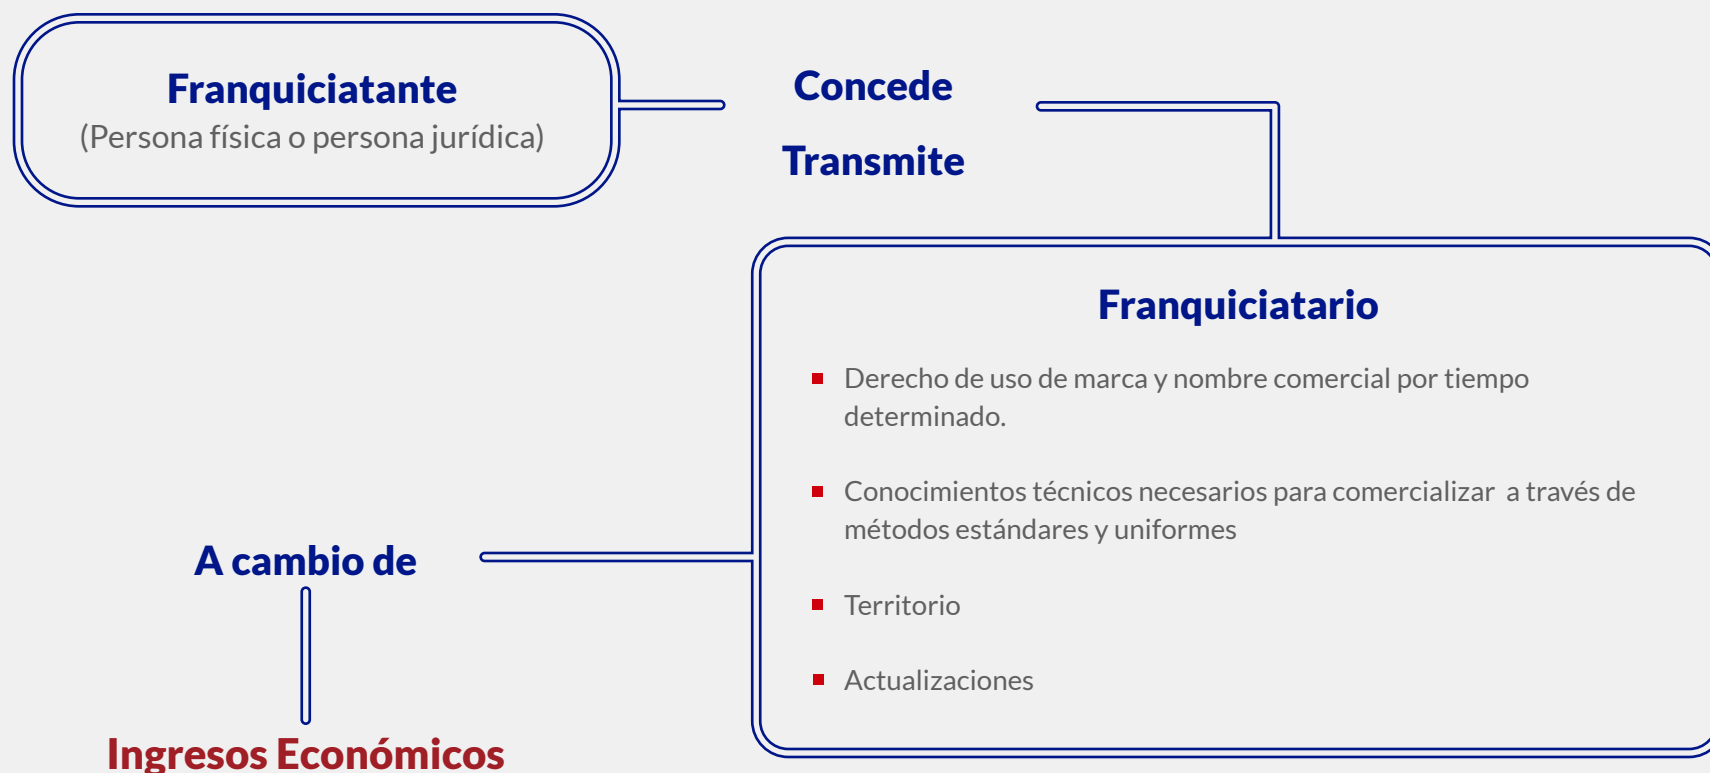 Franquiciatante
(Persona física o persona jurídica)
Concede
Transmite
Franquiciatario
Derecho de uso de marca y nombre comercial por tiempo
determinado.
Conocimientos técnicos necesarios para comercializar  a través de
métodos estándares y uniformes
Territorio
Actualizaciones
A cambio de
Ingresos Económicos